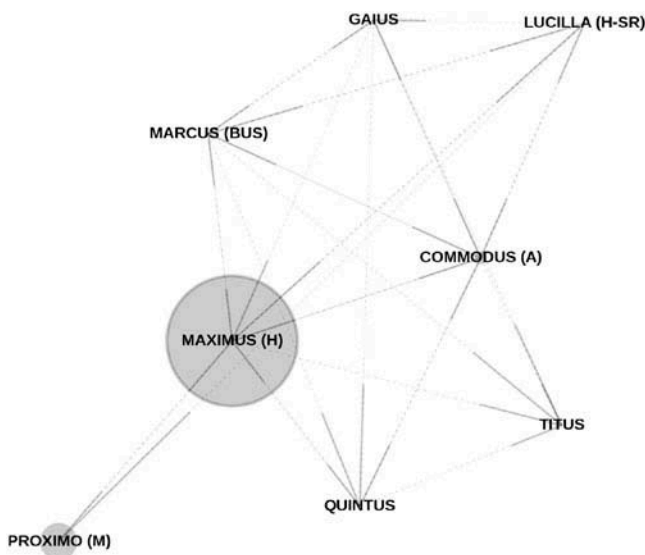 GAIUS
LUCILLA (H-SR)
MARCUS (BUS)
COMMODUS (A)
MAXIMUS (H)
TITUS
QUINTUS
PROXIMO (M)